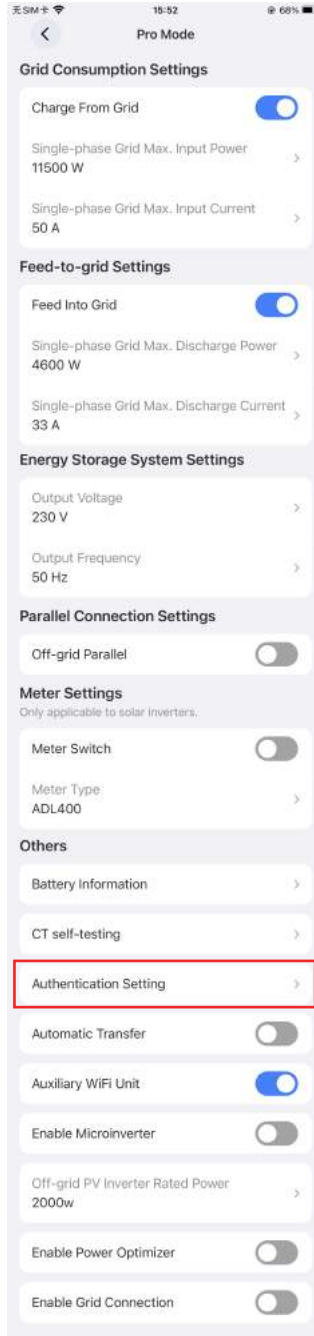 无SIM卡 15:52 @ 68%
Pro Mode
Grid Consumption Settings
Charge From Grid
Single-phase Grid Max. Input Power
11500 W
Single-phase Grid Max. Input Current
50 A
Feed-to-grid Settings
Feed Into Grid
Single-phase Grid Max. Discharge Power
4600 W
Single-phase Grid Max. Discharge Current
33 A
Energy Storage System Settings
Output Voltage
230 V
Output Frequency
50 Hz
Parallel Connection Settings
Off-grid Parallel
Meter Settings
Only applicable to solar inverters.
Meter Switch
Meter Type
ADL400
Others
Battery Information
CT self-testing
Authentication Setting
Automatic Transfer
Auxiliary WiFi Unit
Enable Microinverter
Off-grid PV Inverter Rated Power
2000w
Enable Power Optimizer
Enable Grid Connection